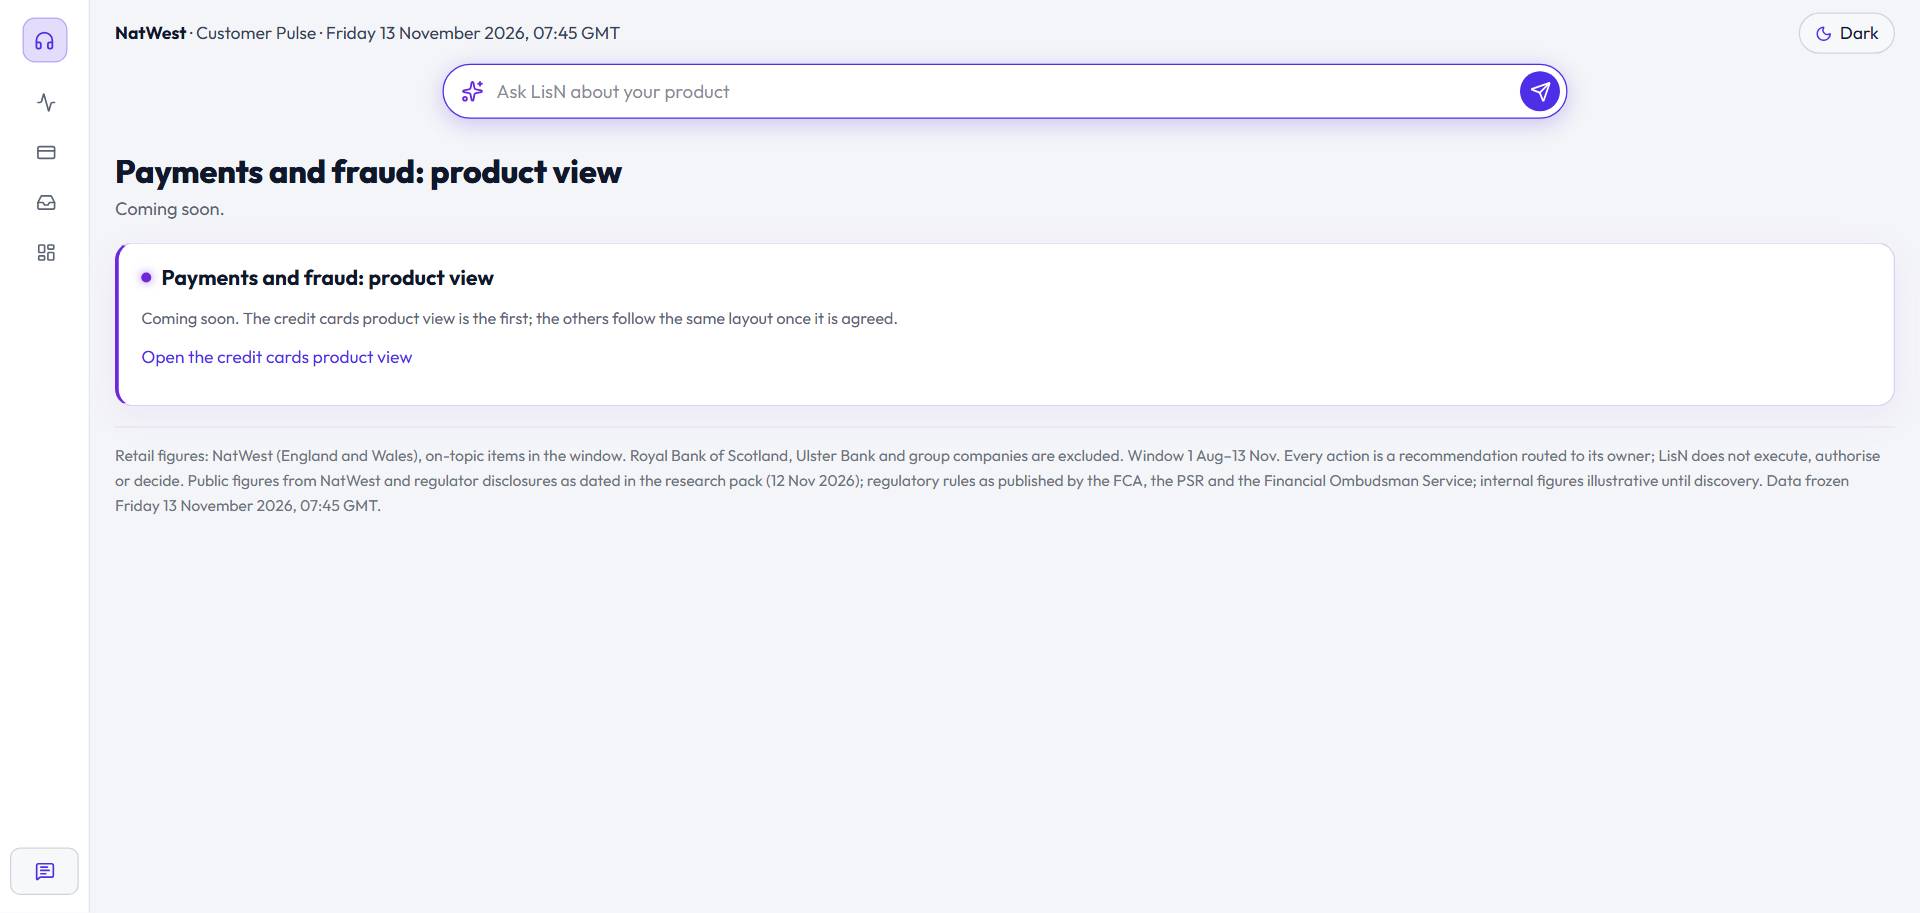 NatWest · Customer Pulse · Friday 13 November 2026, 07:45 GMT
Dark
Ask LisN about your product
Payments and fraud: product view
Coming soon.
Payments and fraud: product view
Coming soon. The credit cards product view is the first; the others follow the same layout once it is agreed.
Open the credit cards product view
Retail figures: NatWest (England and Wales), on-topic items in the window. Royal Bank of Scotland, Ulster Bank and group companies are excluded. Window 1 Aug–13 Nov. Every action is a recommendation routed to its owner; LisN does not execute, authorise
or decide. Public figures from NatWest and regulator disclosures as dated in the research pack (12 Nov 2026); regulatory rules as published by the FCA, the PSR and the Financial Ombudsman Service; internal figures illustrative until discovery. Data frozen
Friday 13 November 2026, 07:45 GMT.